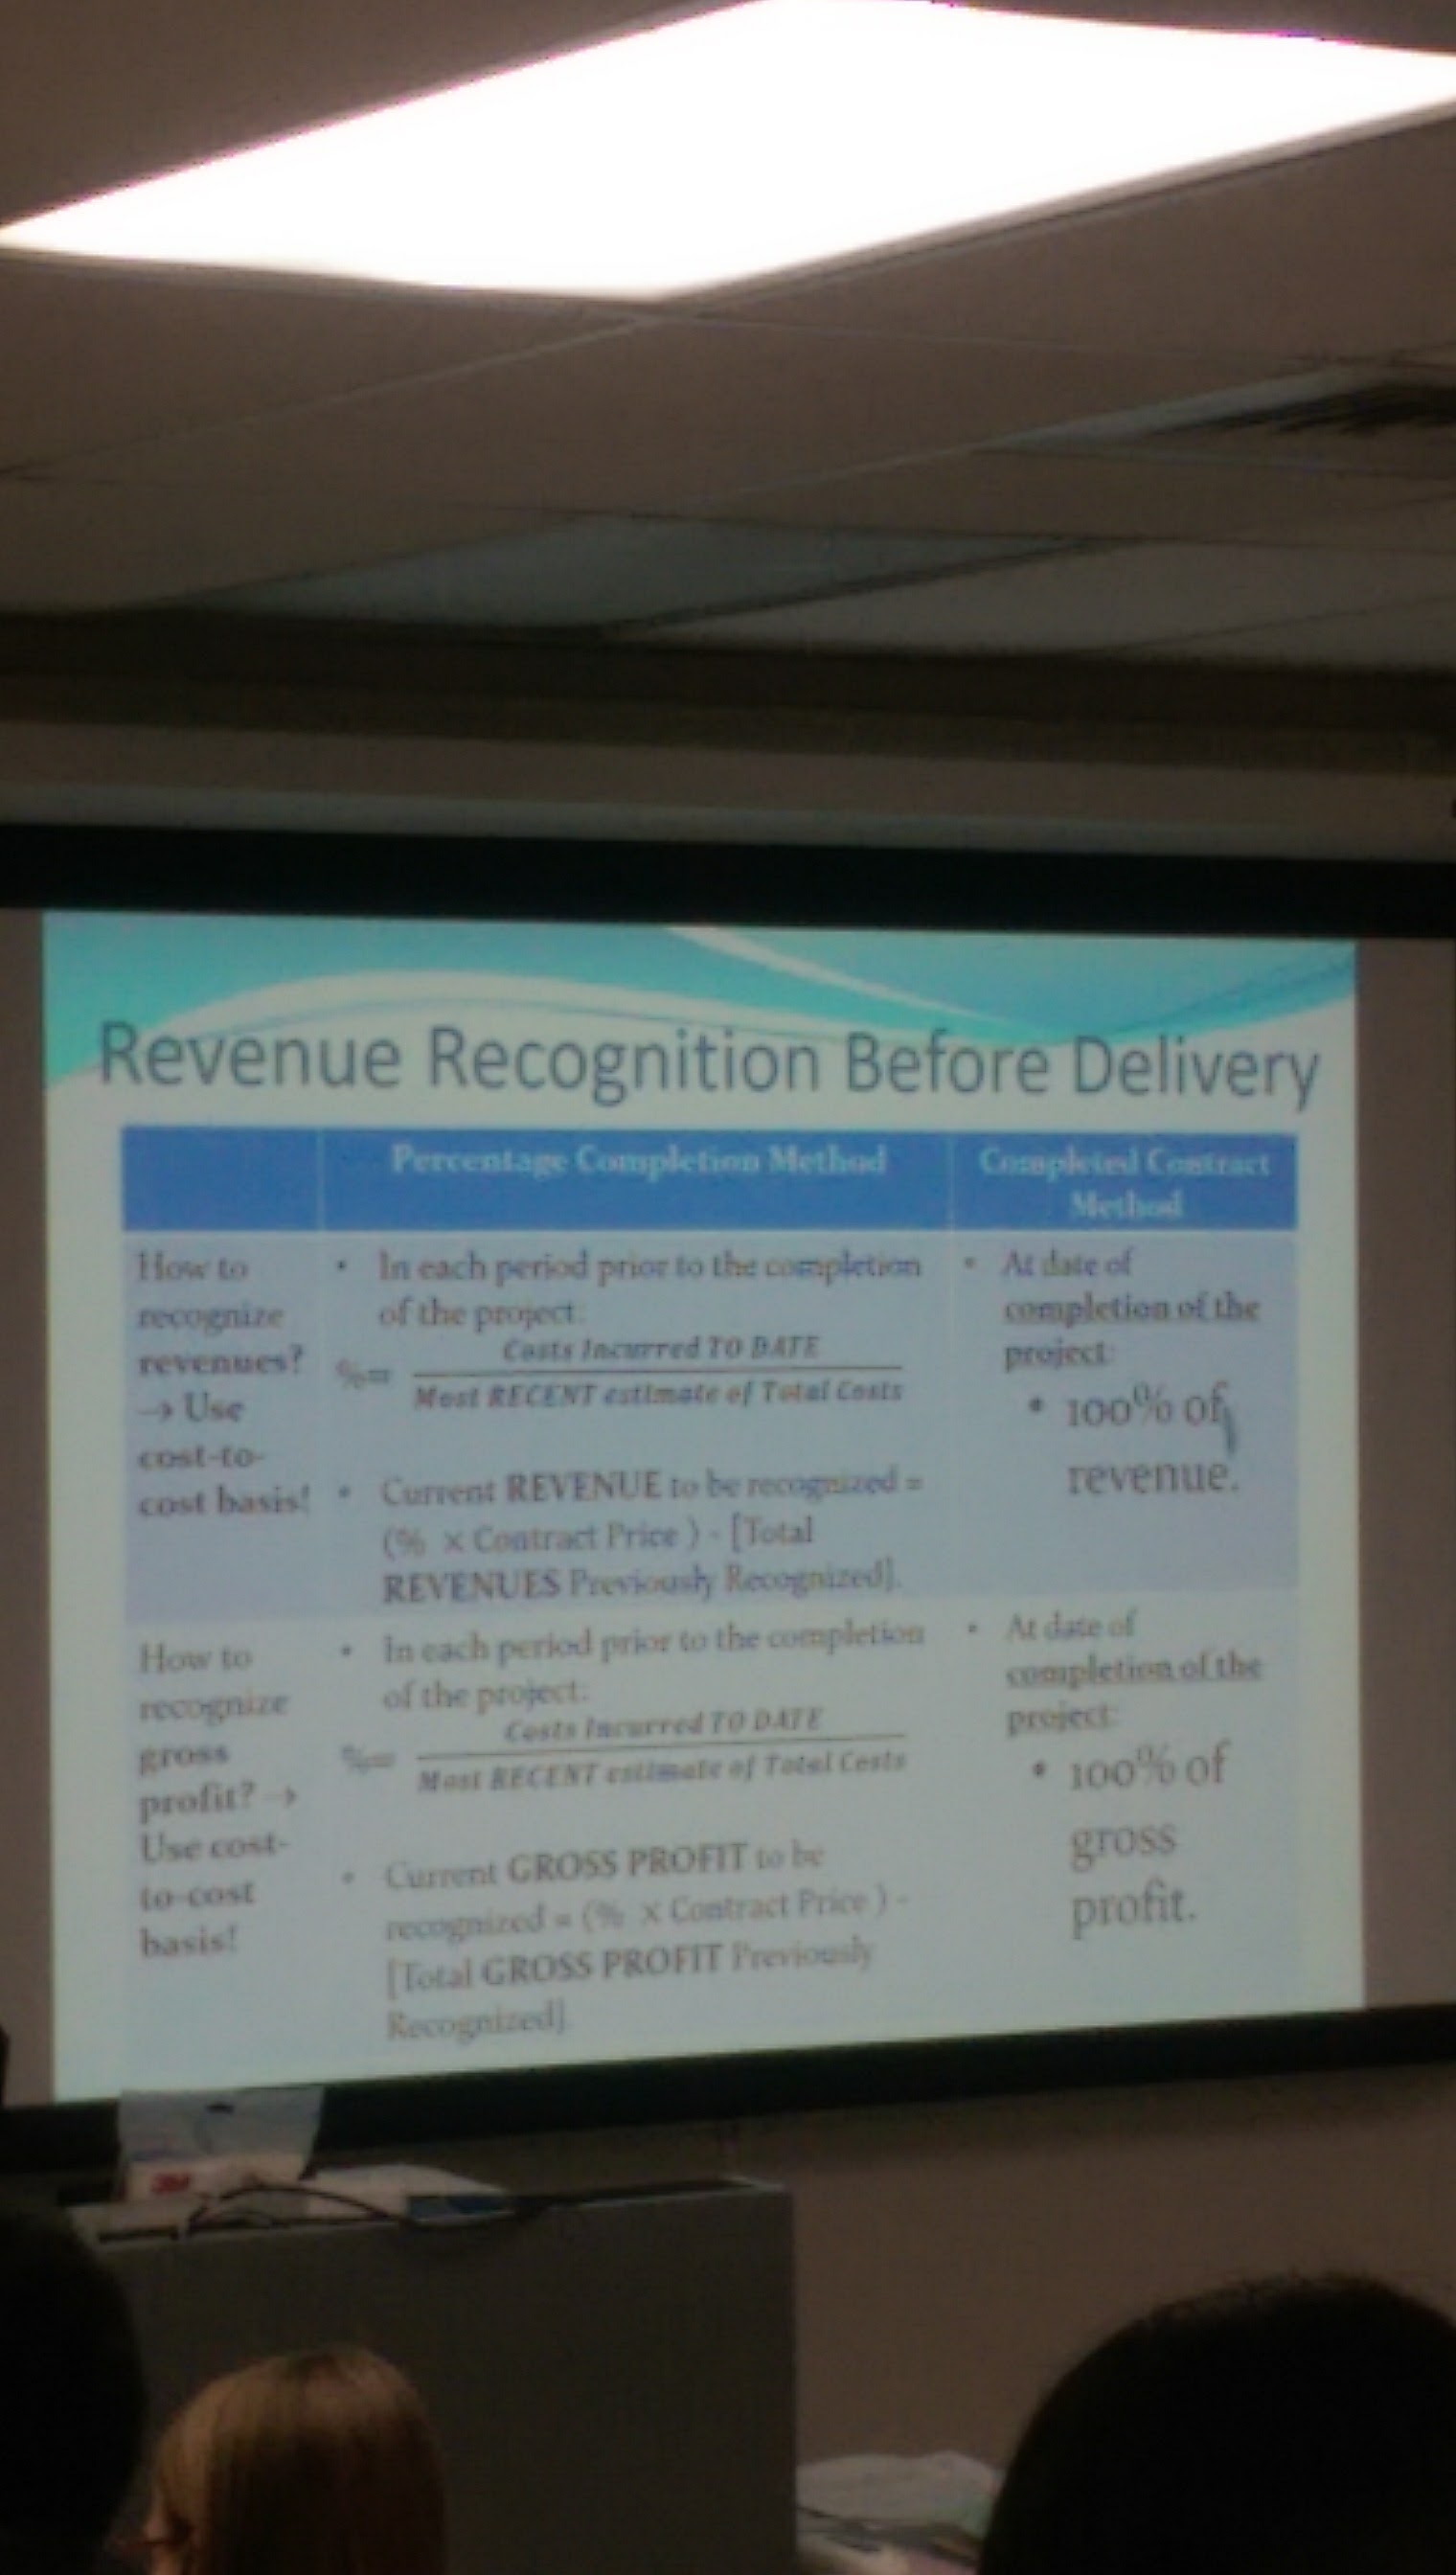 Revenue Recognition Before Delivery
Percentage Completion Method
Completed Contract
Method
How to
recognize
revenues?
→ Use
cost-to-
cost basis!
• In each period prior to the completion
of the project:
%= Costs Incurred TO DATE
Most RECENT estimate of Total Costs
• Current REVENUE to be recognized =
(% × Contract Price ) - [Total
REVENUES Previously Recognized].
• At date of
completion of the
project:
• 100% of
revenue.
How to
recognize
gross
profit? →
Use cost-
to-cost
basis!
• In each period prior to the completion
of the project:
%= Costs Incurred TO DATE
Most RECENT estimate of Total Costs
• Current GROSS PROFIT to be
recognized = (% × Contract Price ) -
[Total GROSS PROFIT Previously
Recognized].
• At date of
completion of the
project:
• 100% of
gross
profit.
3M